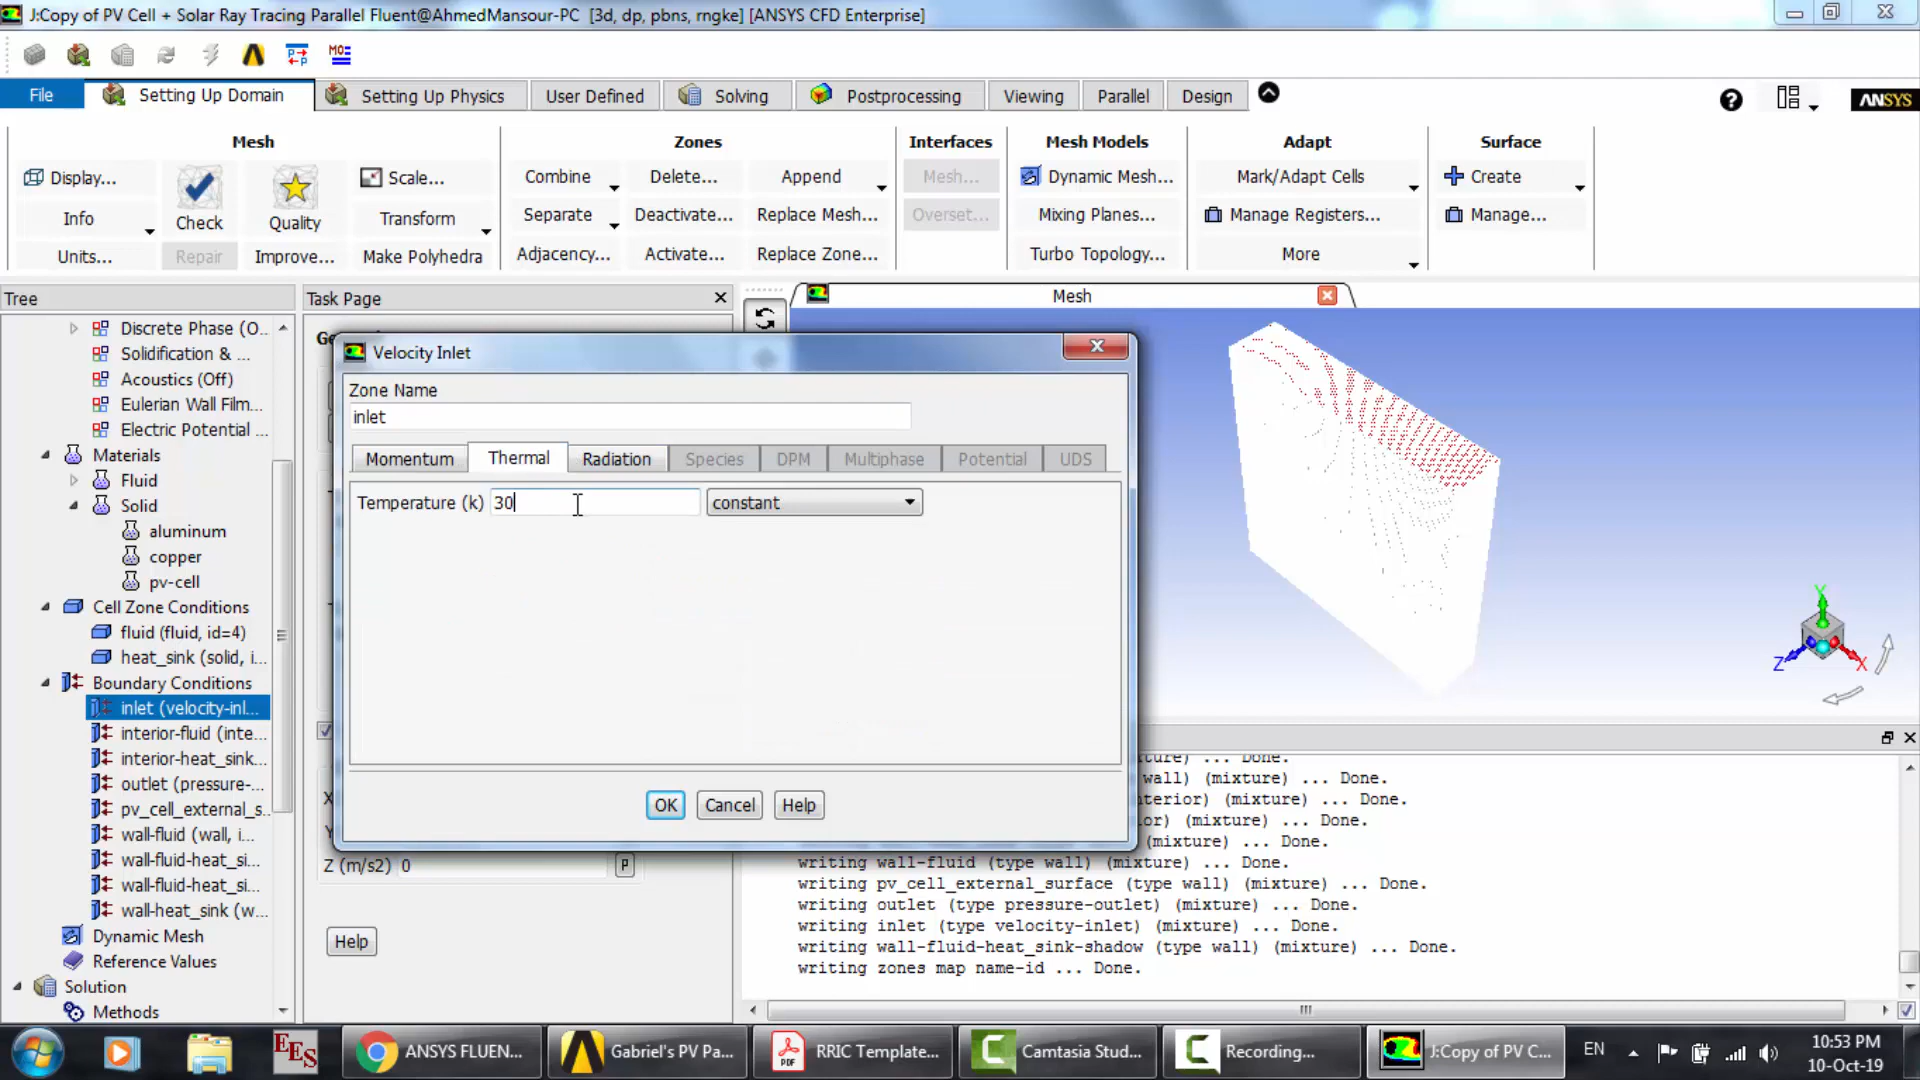 J:Copy of PV Cell + Solar Ray Tracing Parallel Fluent@AhmedMansour-PC [3d, dp, pbns, rngke] [ANSYS CFD Enterprise]
File
Setting Up Domain
Setting Up Physics
User Defined
Solving
Postprocessing
Viewing
Parallel
Design
ANSYS
Mesh
Zones
Interfaces
Mesh Models
Adapt
Surface
Display...
Scale...
Combine
Delete...
Append
Mesh...
Dynamic Mesh...
Mark/Adapt Cells
Create
Info
Check
Quality
Transform
Separate
Deactivate...
Replace Mesh...
Overset...
Mixing Planes...
Manage Registers...
Manage...
Units...
Repair
Improve...
Make Polyhedra
Adjacency...
Activate...
Replace Zone...
Turbo Topology...
More
Tree
Task Page
Mesh
Discrete Phase (O...
Solidification & ...
Acoustics (Off)
Eulerian Wall Film...
Electric Potential ...
Materials
Fluid
Solid
aluminum
copper
pv-cell
Cell Zone Conditions
fluid (fluid, id=4)
heat_sink (solid, i...
Boundary Conditions
inlet (velocity-inl...
interior-fluid (inte...
interior-heat_sink...
outlet (pressure-...
pv_cell_external_s...
wall-fluid (wall, i...
wall-fluid-heat_si...
wall-fluid-heat_si...
wall-heat_sink (w...
Dynamic Mesh
Reference Values
Solution
Methods
Ge
Velocity Inlet
Zone Name
inlet
Momentum
Thermal
Radiation
Species
DPM
Multiphase
Potential
UDS
Temperature (k) 30
constant
OK
Cancel
Help
X
Y
Z (m/s2) 0
P
Help
Y
Z
X
ture) ... Done.
wall) (mixture) ... Done.
terior) (mixture) ... Done.
ior) (mixture) ... Done.
(mixture) ... Done.
writing wall-fluid (type wall) (mixture) ... Done.
writing pv_cell_external_surface (type wall) (mixture) ... Done.
writing outlet (type pressure-outlet) (mixture) ... Done.
writing inlet (type velocity-inlet) (mixture) ... Done.
writing wall-fluid-heat_sink-shadow (type wall) (mixture) ... Done.
writing zones map name-id ... Done.
EES
ANSYS FLUEN...
Gabriel's PV Pa...
RRIC Template...
Camtasia Stud...
Recording...
J:Copy of PV C...
EN
10:53 PM
10-Oct-19